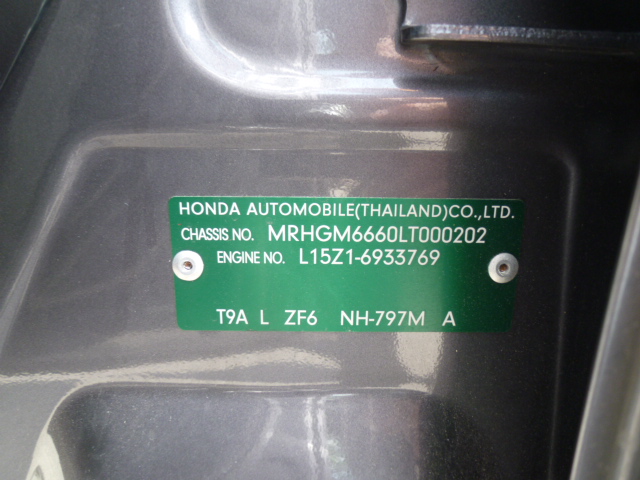 HONDA AUTOMOBILE(THAILAND)CO.,LTD.
CHASSIS NO. MRHGM6660LT000202
ENGINE NO. L15Z1-6933769
T9A L ZF6 NH-797M A